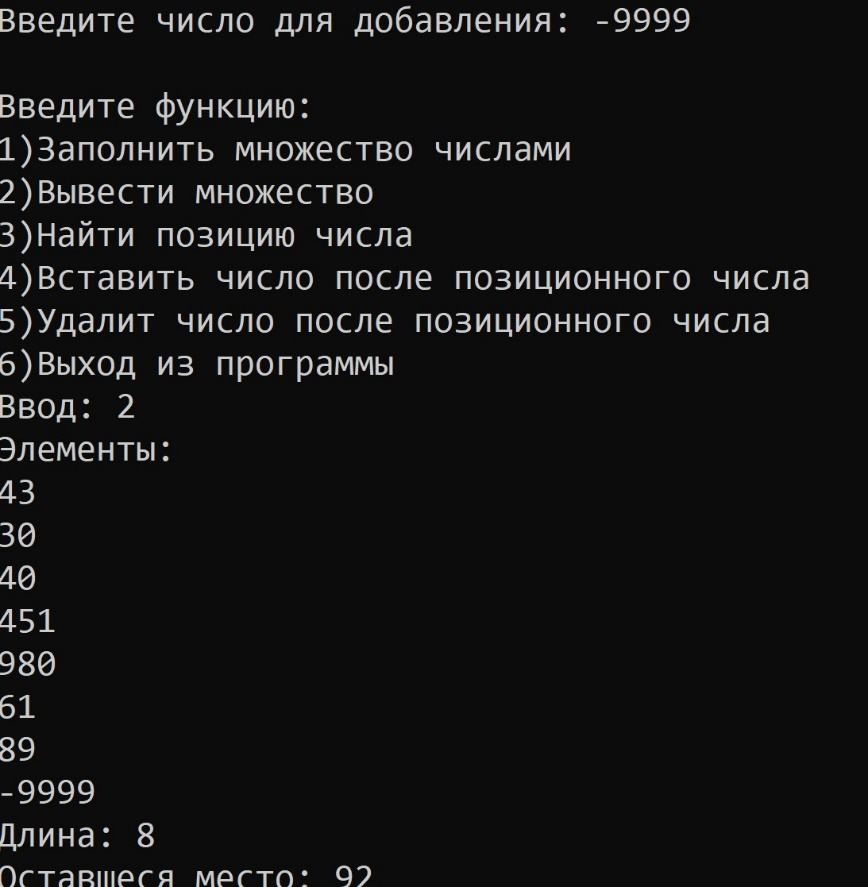 Введите число для добавления: -9999
Введите функцию:
1)Заполнить множество числами
2)Вывести множество
3)Найти позицию числа
4)Вставить число после позиционного числа
5)Удалит число после позиционного числа
6)Выход из программы
Ввод: 2
Элементы:
43
30
40
451
980
61
89
-9999
Длина: 8
Оставшеся место: 92